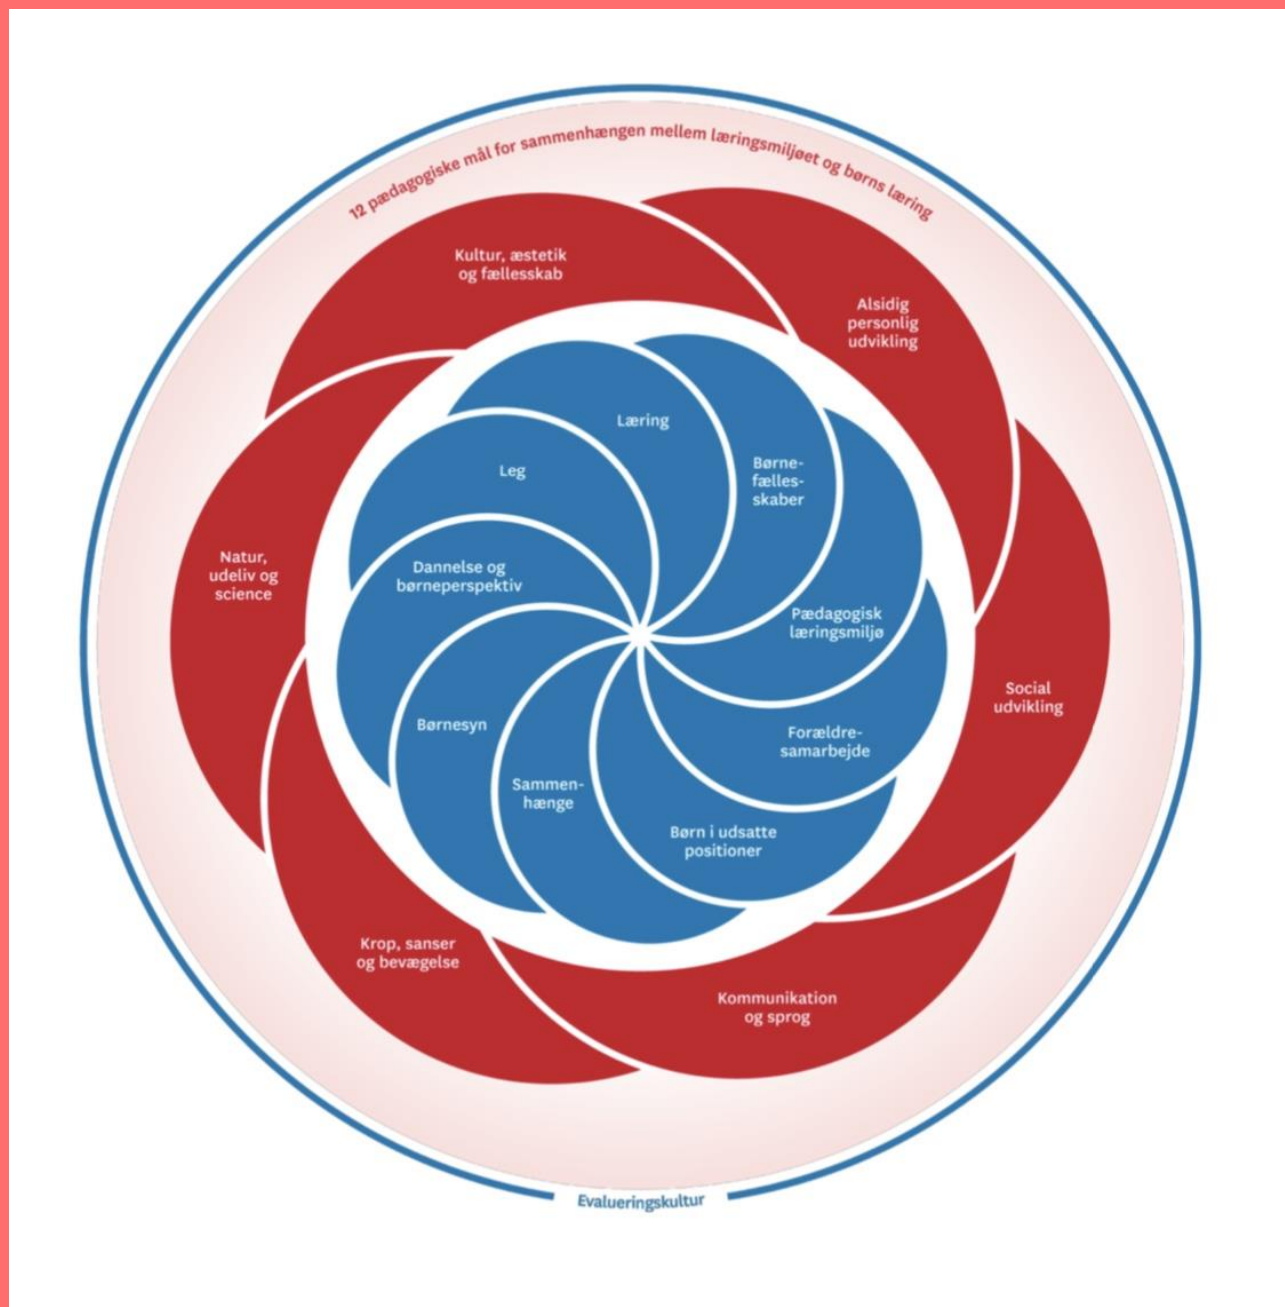 12 pædagogiske mål for sammenhængen mellem læringsmiljøet og børns læring
Kultur, æstetik
og fællesskab
Alsidig
personlig
udvikling
Læring
Leg
Børne-
fælles-
skaber
Natur,
udeliv og
science
Dannelse og
børneperspektiv
Pædagogisk
læringsmiljø
Social
udvikling
Børnesyn
Forældre-
samarbejde
Sammen-
hænge
Børn i udsatte
positioner
Krop, sanser
og bevægelse
Kommunikation
og sprog
Evalueringskultur